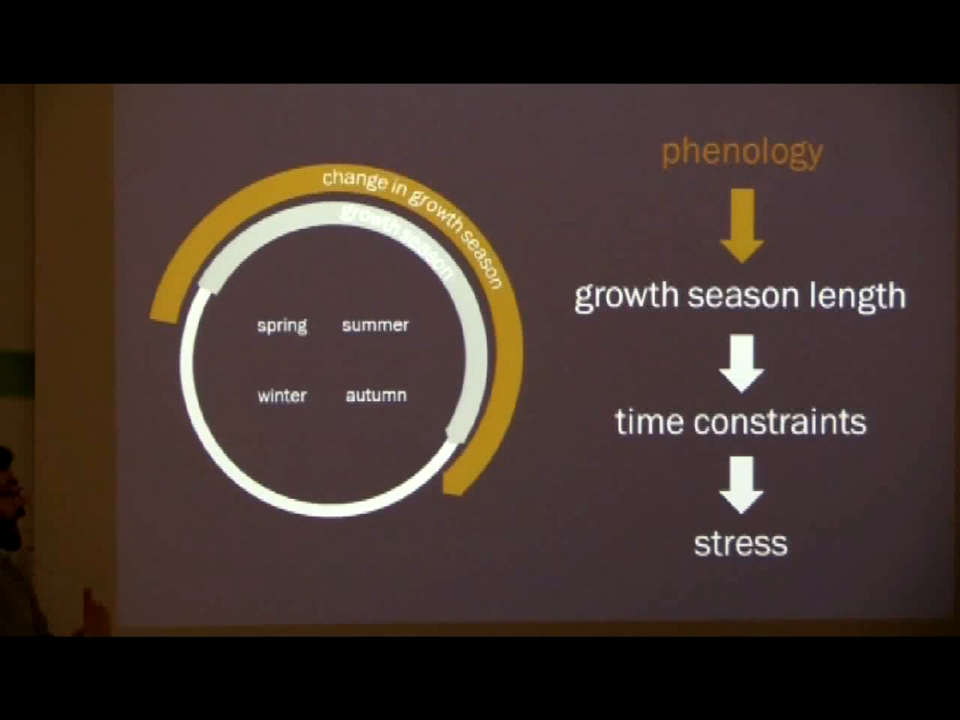 change in growth season
growth season
spring summer
winter autumn
phenology
growth season length
time constraints
stress